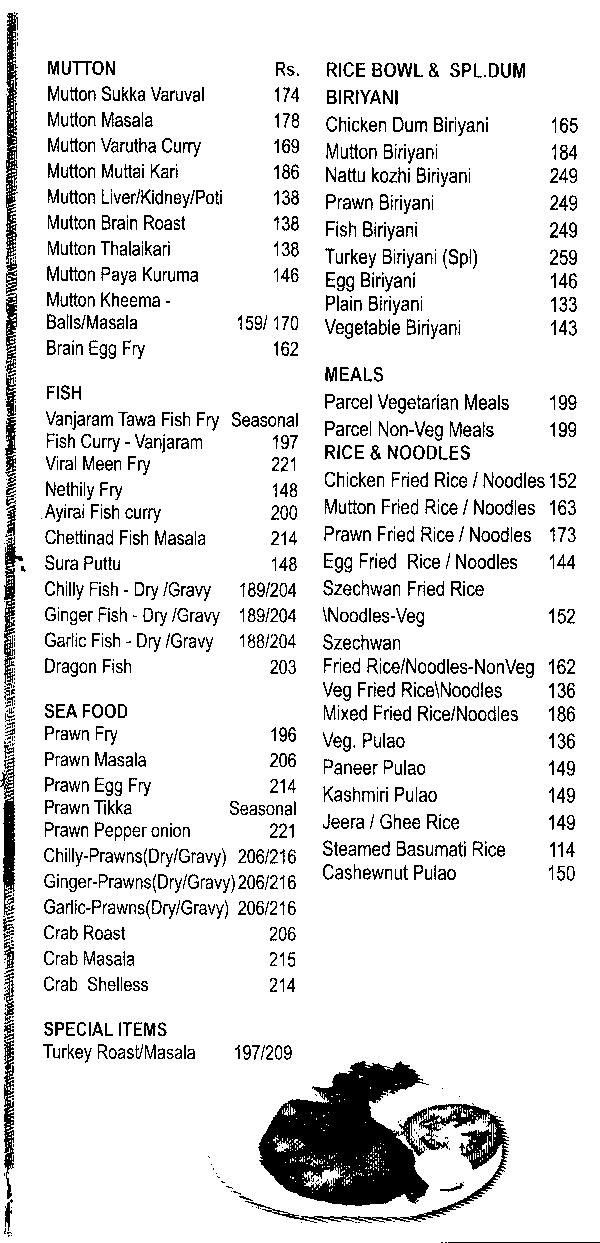 MUTTON Rs.
Mutton Sukka Varuval 174
Mutton Masala 178
Mutton Varutha Curry 169
Mutton Muttai Kari 186
Mutton Liver/Kidney/Poti 138
Mutton Brain Roast 138
Mutton Thalaikari 138
Mutton Paya Kuruma 146
Mutton Kheema -
Balls/Masala 159/ 170
Brain Egg Fry 162
FISH
Vanjaram Tawa Fish Fry Seasonal
Fish Curry - Vanjaram 197
Viral Meen Fry 221
Nethily Fry 148
Ayirai Fish curry 200
Chettinad Fish Masala 214
Sura Puttu 148
Chilly Fish - Dry /Gravy 189/204
Ginger Fish - Dry /Gravy 189/204
Garlic Fish - Dry /Gravy 188/204
Dragon Fish 203
SEA FOOD
Prawn Fry 196
Prawn Masala 206
Prawn Egg Fry 214
Prawn Tikka Seasonal
Prawn Pepper onion 221
Chilly-Prawns(Dry/Gravy) 206/216
Ginger-Prawns(Dry/Gravy) 206/216
Garlic-Prawns(Dry/Gravy) 206/216
Crab Roast 206
Crab Masala 215
Crab Shelless 214
SPECIAL ITEMS
Turkey Roast/Masala 197/209
RICE BOWL & SPL.DUM
BIRIYANI
Chicken Dum Biriyani 165
Mutton Biriyani 184
Nattu kozhi Biriyani 249
Prawn Biriyani 249
Fish Biriyani 249
Turkey Biriyani (Spl) 259
Egg Biriyani 146
Plain Biriyani 133
Vegetable Biriyani 143
MEALS
Parcel Vegetarian Meals 199
Parcel Non-Veg Meals 199
RICE & NOODLES
Chicken Fried Rice / Noodles 152
Mutton Fried Rice / Noodles 163
Prawn Fried Rice / Noodles 173
Egg Fried Rice / Noodles 144
Szechwan Fried Rice
\Noodles-Veg 152
Szechwan
Fried Rice/Noodles-NonVeg 162
Veg Fried Rice\Noodles 136
Mixed Fried Rice/Noodles 186
Veg. Pulao 136
Paneer Pulao 149
Kashmiri Pulao 149
Jeera / Ghee Rice 149
Steamed Basumati Rice 114
Cashewnut Pulao 150